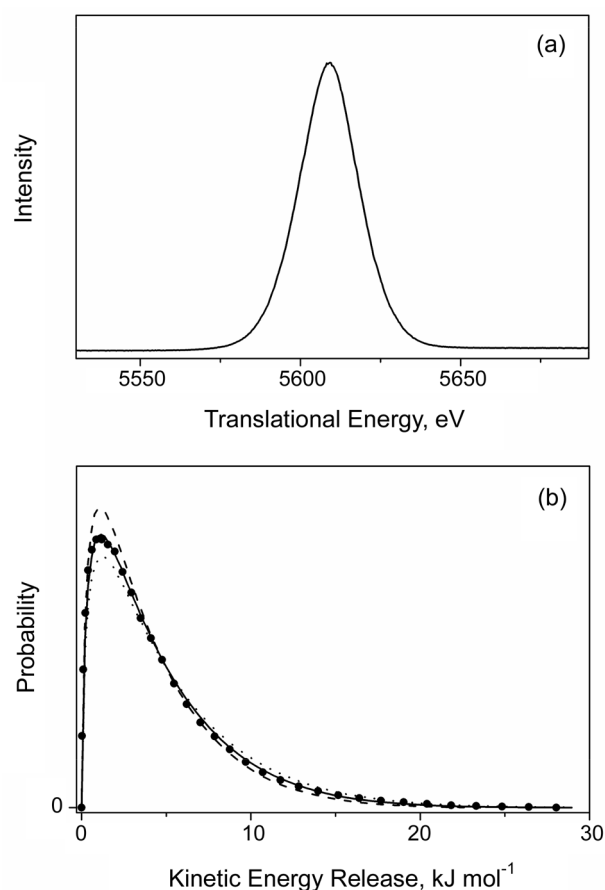 (a)
Intensity
5550 5600 5650
Translational Energy, eV
(b)
Probability
0
0 10 20 30
Kinetic Energy Release, kJ mol⁻¹